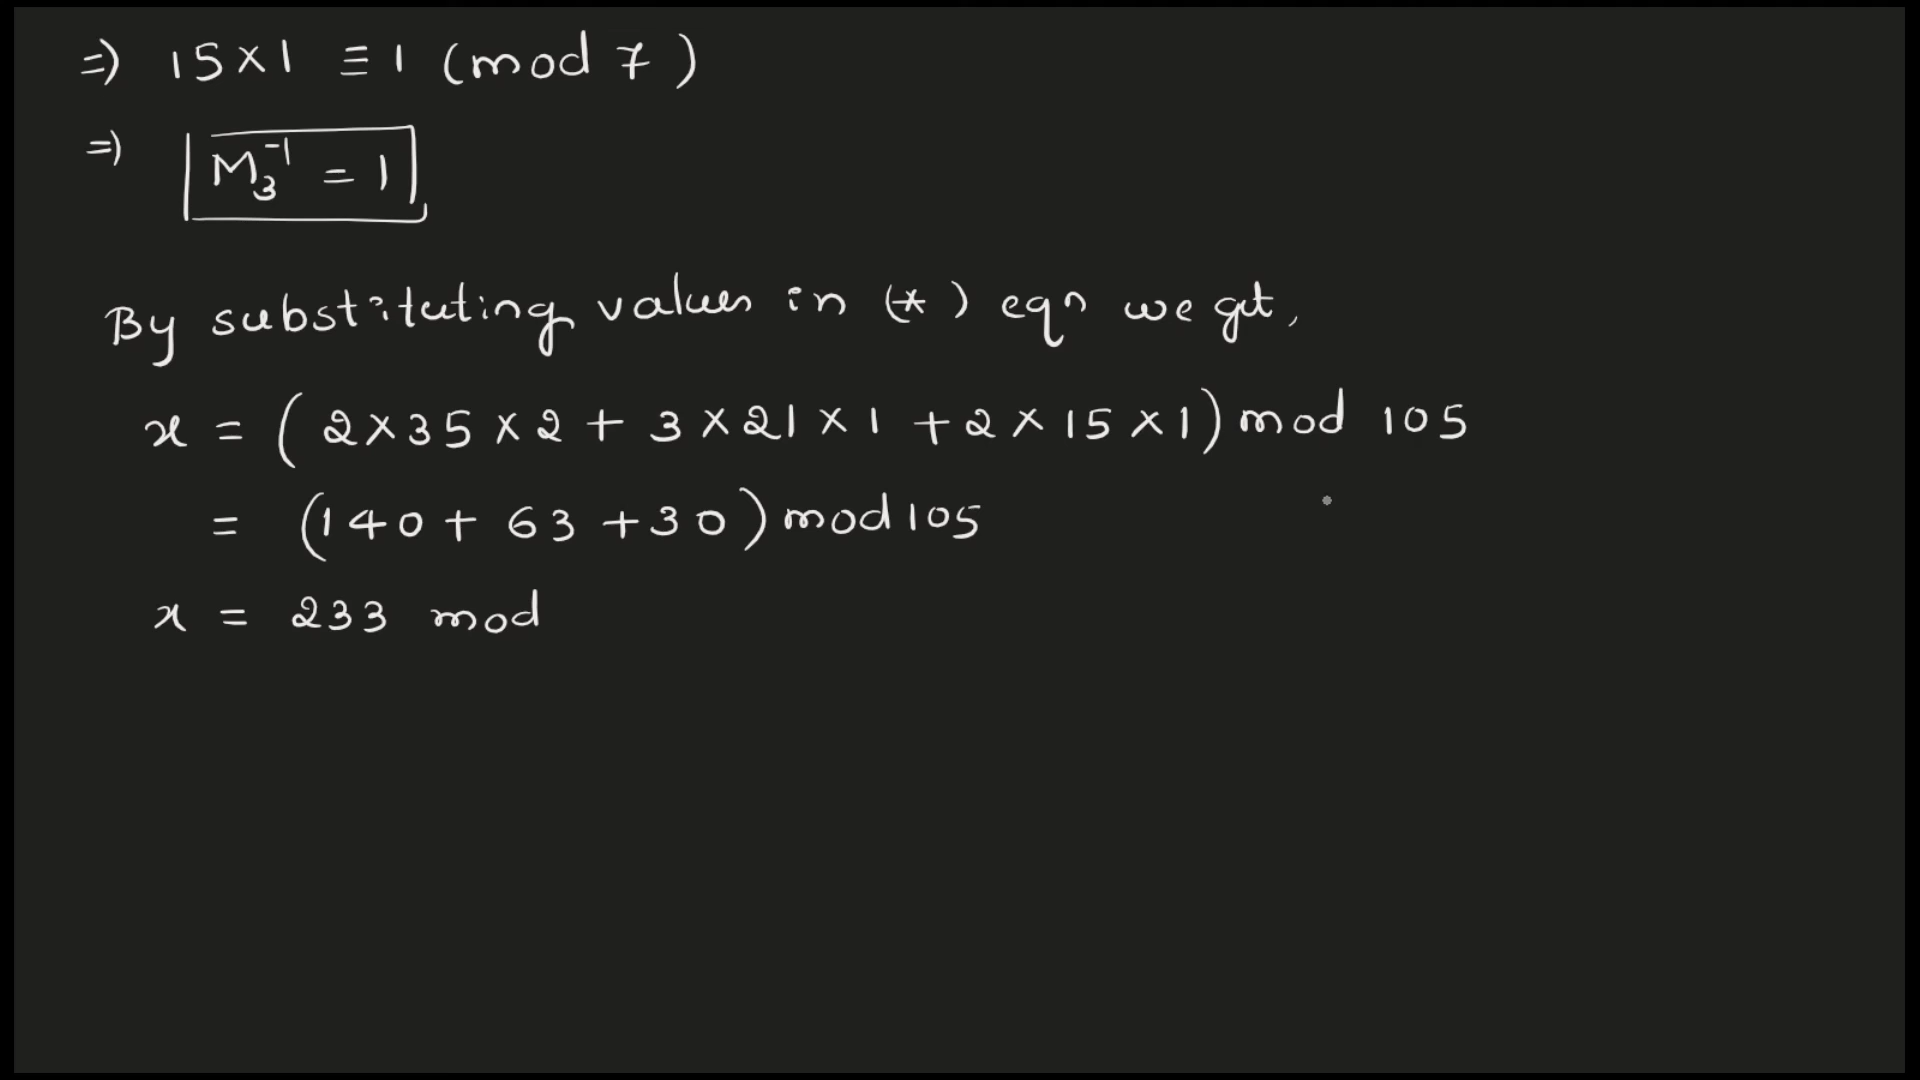 ⇒ 15×1 ≡ 1 (mod 7)
⇒ M₃⁻¹ = 1
By substituting values in (*) eqn we get,
x = (2×35×2 + 3×21×1 + 2×15×1) mod 105
= (140 + 63 + 30) mod 105
x = 233 mod